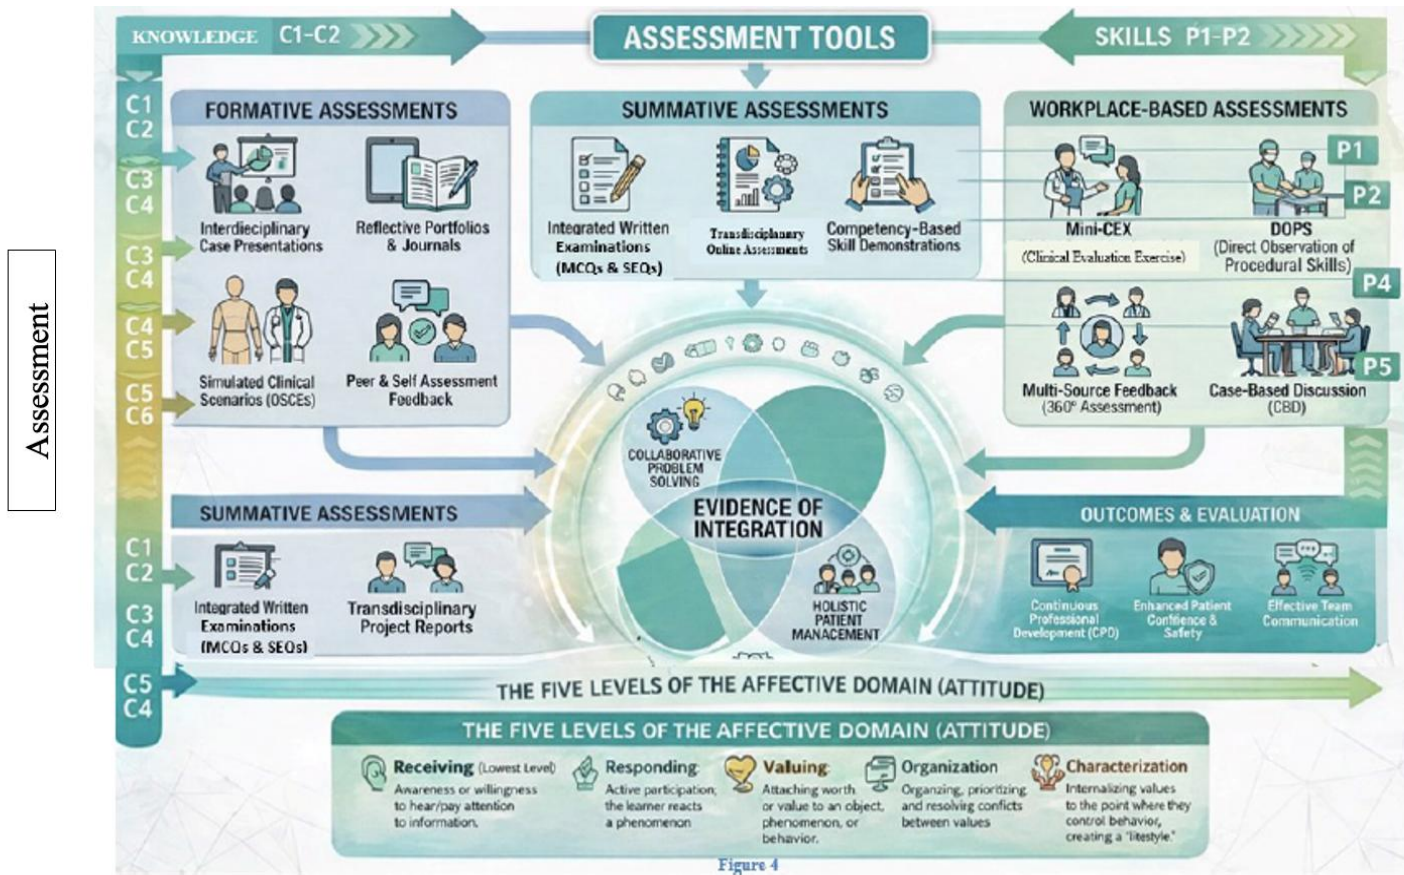 Assessment
KNOWLEDGE C1-C2
ASSESSMENT TOOLS
SKILLS P1-P2
C1
C2
C3
C4
C3
C4
C4
C5
C5
C6
C1
C2
C3
C4
C5
C4
FORMATIVE ASSESSMENTS
Interdieciplinary
Case Presentations
Reflective Portfolios
& Journals
Simulated Clinical
Scenarios (OSCEs)
Peer & Self Assessment
Feedback
SUMMATIVE ASSESSMENTS
Integrated Written
Examinations
(MCQs & SEQs)
Transdisciplinary
Online Assessments
Competency-Based
Skill Demonstrations
WORKPLACE-BASED ASSESSMENTS
P1
P2
P4
P5
Mini-CEX
(Clinical Evaluation Exercise)
DOPS
(Direct Observation of
Procedural Skills)
Multi-Source Feedback
(360° Assessment)
Case-Based Discussion
(CBD)
COLLABORATIVE
PROBLEM
SOLVING
EVIDENCE OF
INTEGRATION
HOLISTIC
PATIENT
MANAGEMENT
SUMMATIVE ASSESSMENTS
Integrated Written
Examinations
(MCQs & SEQs)
Transdisciplinary
Project Reports
OUTCOMES & EVALUATION
Continuous
Professional
Development (CPD)
Enhanced Patient
Confilence &
Safety
Effective Team
Communication
THE FIVE LEVELS OF THE AFFECTIVE DOMAIN (ATTITUDE)
THE FIVE LEVELS OF THE AFFECTIVE DOMAIN (ATTITUDE)
Receiving (Lowest Level)
Awareness or willingness
to hear/pay attention
to information.
Responding
Active participation,
the learner reacts
a phenomenon
Valuing
Attaching worth
or value to an object,
phenomenon, or
behavior.
Organization
Organizing, prioritizing
and resolving conficts
between values
Characterization
Internalizing values
to the point where they
control behavior,
creating a "litestyle."
Figure 4